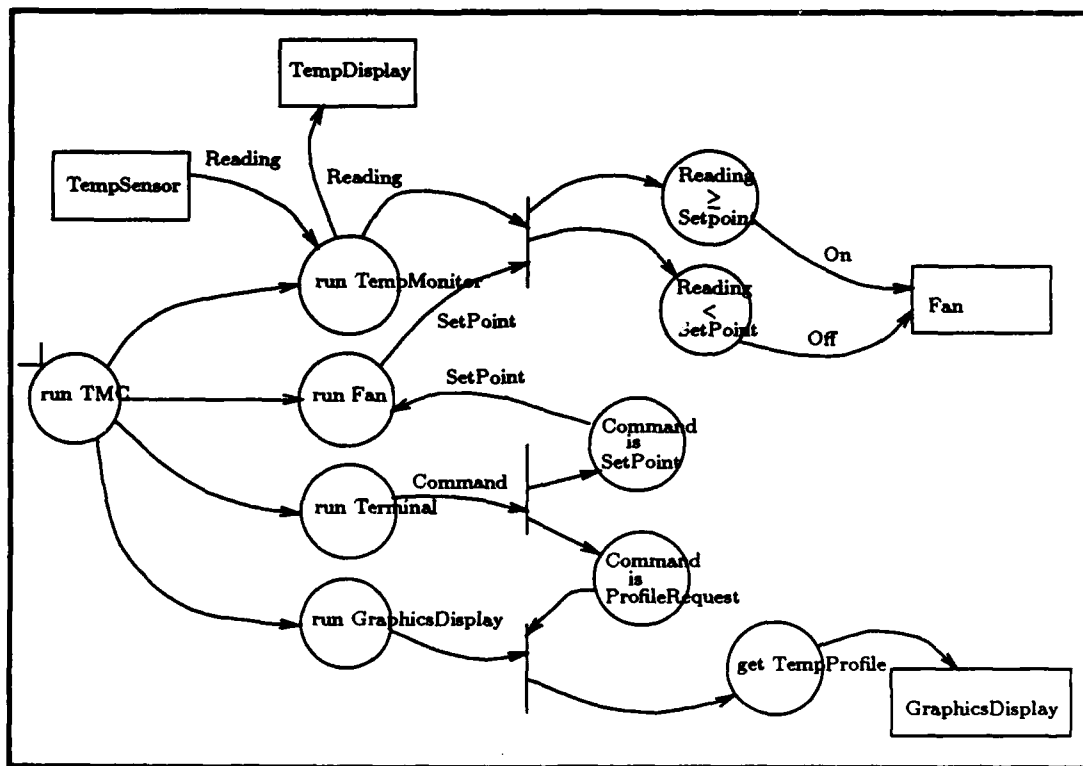 TempDisplay
Reading
TempSensor
Reading
Reading
≥
Setpoint
On
run TempMonitor
Reading
<
SetPoint
Fan
SetPoint
Off
SetPoint
run TMC
run Fan
Command
is
SetPoint
Command
run Terminal
Command
is
ProfileRequest
run GraphicsDisplay
get TempProfile
GraphicsDisplay